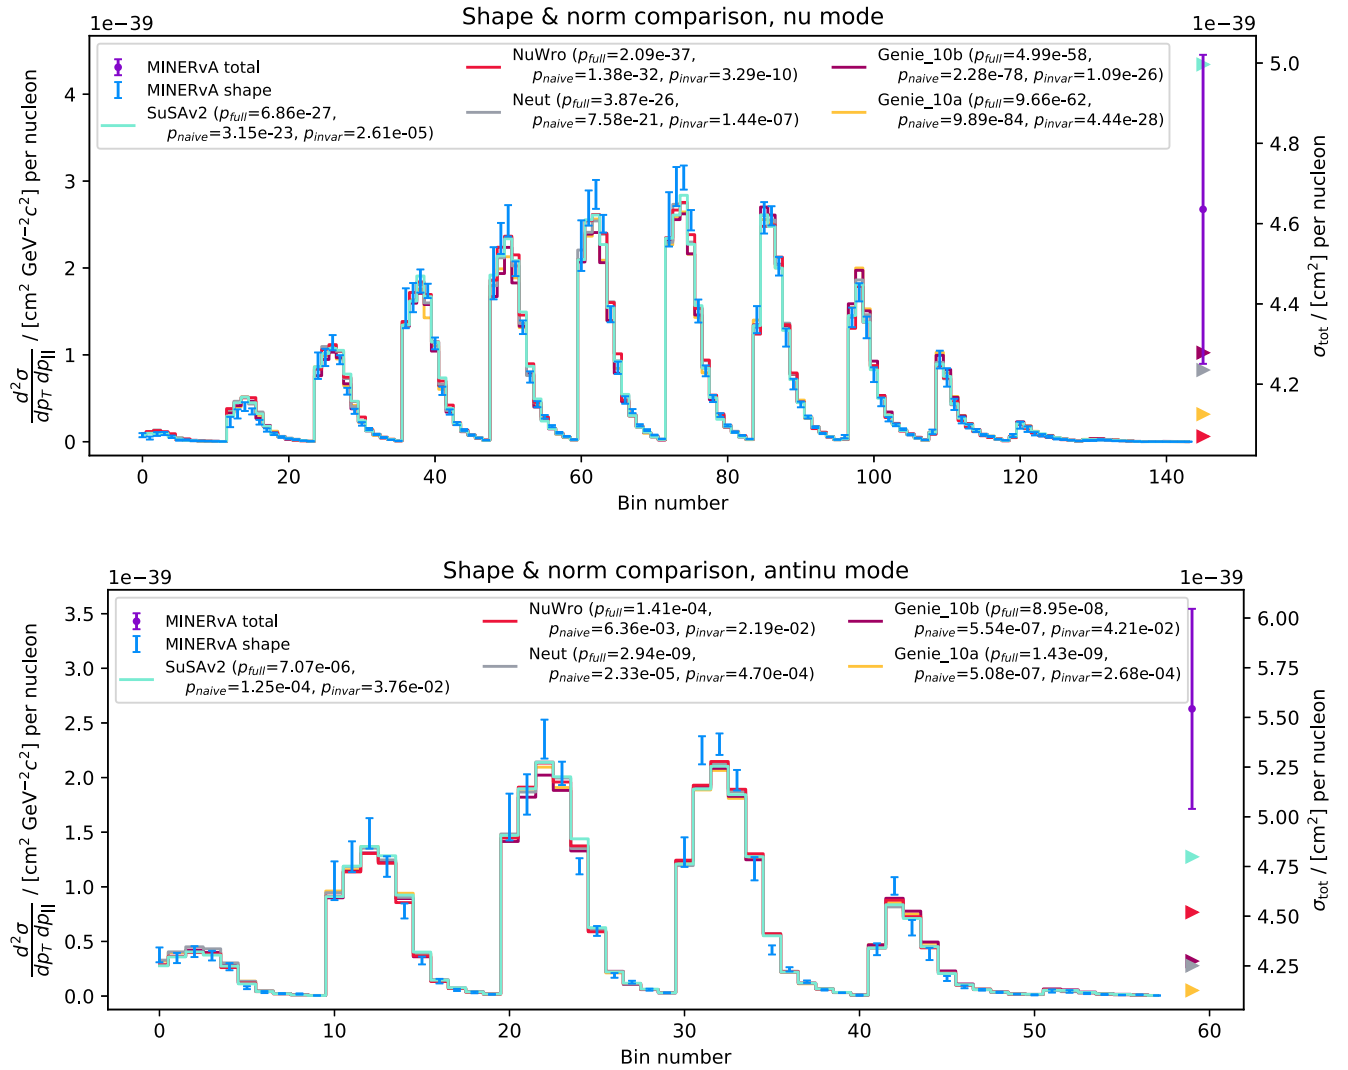 Shape & norm comparison, nu mode
1e−39
1e−39
MINERvA total
MINERvA shape
SuSAv2 (p_full=6.86e-27,
p_naive=3.15e-23, p_invar=2.61e-05)
NuWro (p_full=2.09e-37,
p_naive=1.38e-32, p_invar=3.29e-10)
Neut (p_full=3.87e-26,
p_naive=7.58e-21, p_invar=1.44e-07)
Genie_10b (p_full=4.99e-58,
p_naive=2.28e-78, p_invar=1.09e-26)
Genie_10a (p_full=9.66e-62,
p_naive=9.89e-84, p_invar=4.44e-28)
4
3
2
1
0
d²σ/dp_T dp_|| / [cm² GeV⁻²c²] per nucleon
5.0
4.8
4.6
4.4
4.2
σ_tot / [cm²] per nucleon
0 20 40 60 80 100 120 140
Bin number
Shape & norm comparison, antinu mode
1e−39
1e−39
MINERvA total
MINERvA shape
SuSAv2 (p_full=7.07e-06,
p_naive=1.25e-04, p_invar=3.76e-02)
NuWro (p_full=1.41e-04,
p_naive=6.36e-03, p_invar=2.19e-02)
Neut (p_full=2.94e-09,
p_naive=2.33e-05, p_invar=4.70e-04)
Genie_10b (p_full=8.95e-08,
p_naive=5.54e-07, p_invar=4.21e-02)
Genie_10a (p_full=1.43e-09,
p_naive=5.08e-07, p_invar=2.68e-04)
3.5
3.0
2.5
2.0
1.5
1.0
0.5
0.0
d²σ/dp_T dp_|| / [cm² GeV⁻²c²] per nucleon
6.00
5.75
5.50
5.25
5.00
4.75
4.50
4.25
σ_tot / [cm²] per nucleon
0 10 20 30 40 50 60
Bin number